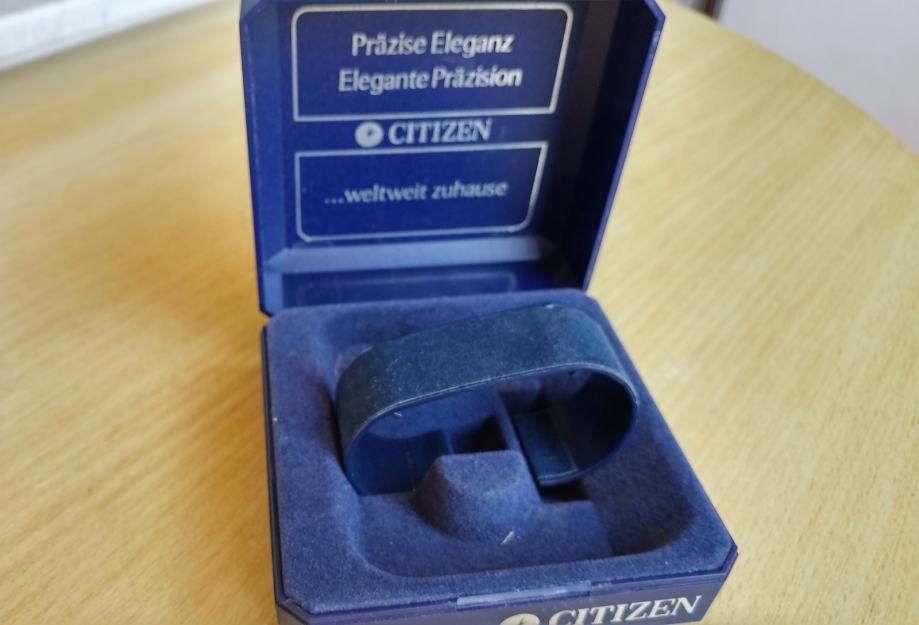 Präzise Eleganz
Elegante Präzision
CITIZEN
...weltweit zuhause
CITIZEN